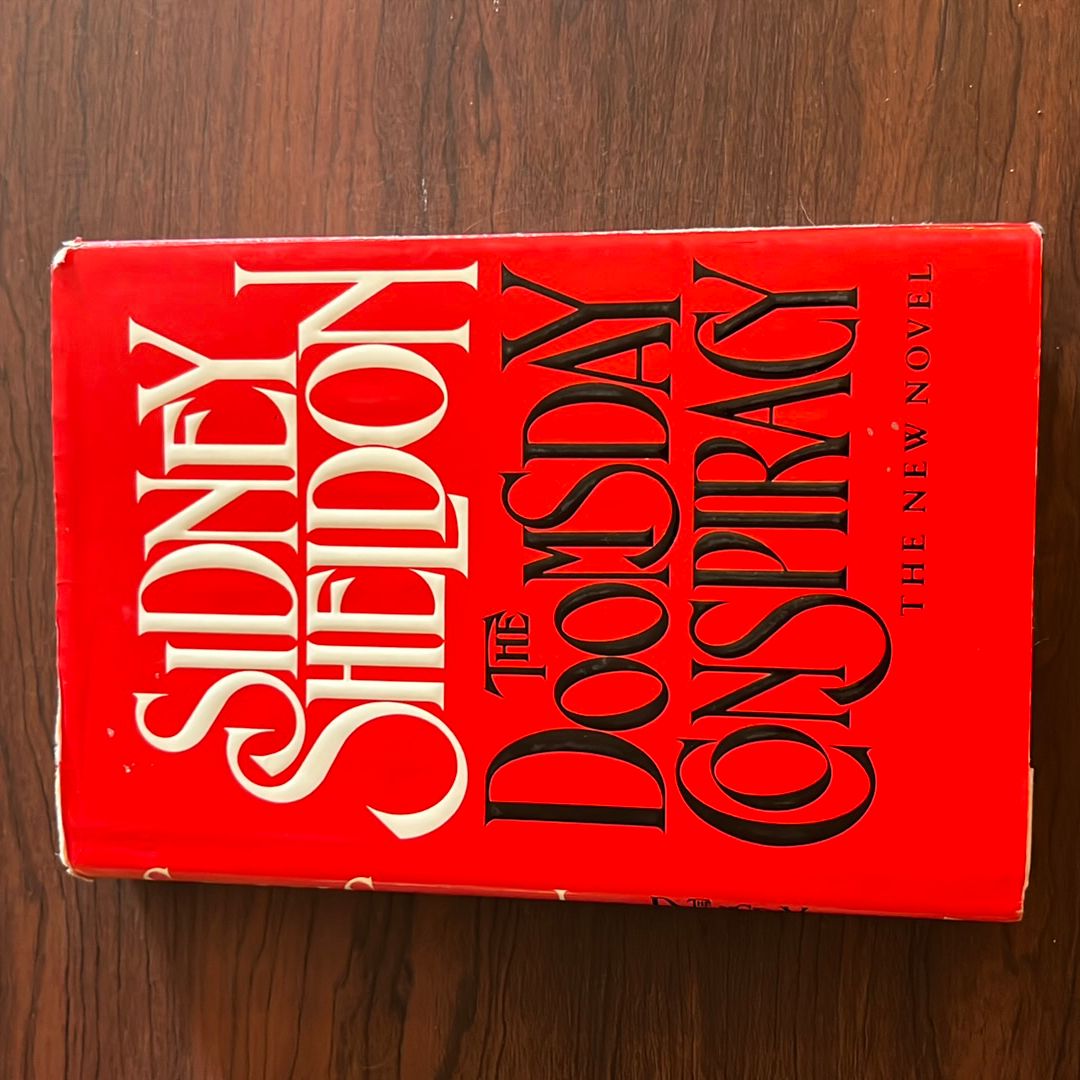 SIDNEY
SHELDON
THE
DOOMSDAY
CONSPIRACY
THE NEW NOVEL